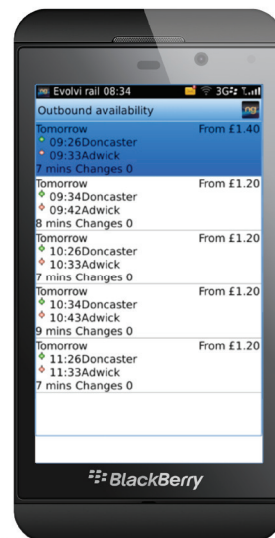 Evolvi rail 08:34 3G
Outbound availability
Tomorrow From £1.40
09:26Doncaster
09:33Adwick
7 mins Changes 0
Tomorrow From £1.20
09:34Doncaster
09:42Adwick
8 mins Changes 0
Tomorrow From £1.20
10:26Doncaster
10:33Adwick
7 mins Changes 0
Tomorrow From £1.20
10:34Doncaster
10:43Adwick
9 mins Changes 0
Tomorrow From £1.20
11:26Doncaster
11:33Adwick
7 mins Changes 0
BlackBerry